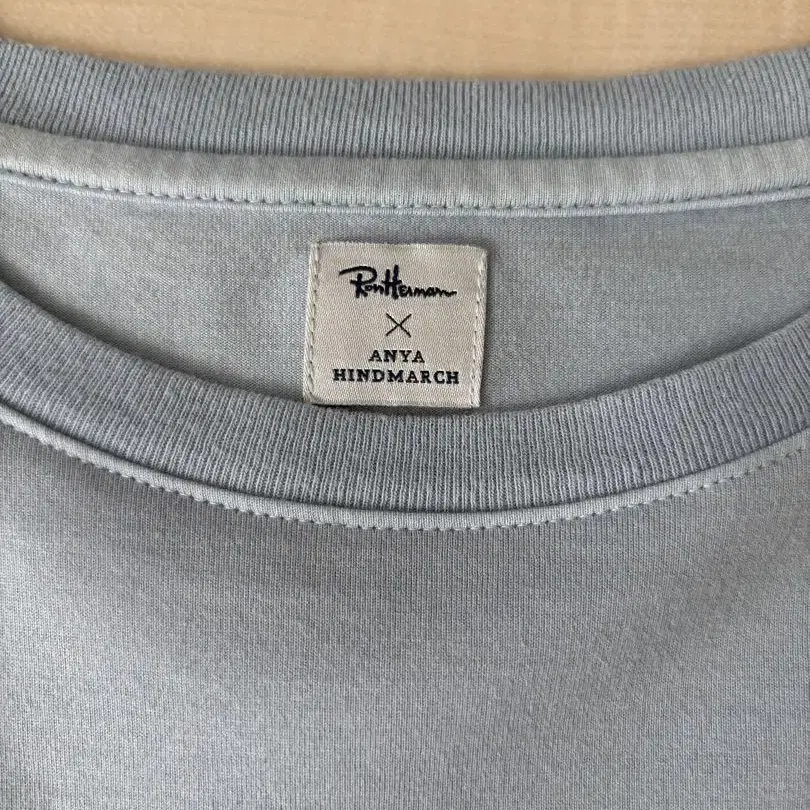 RonHerman
×
ANYA
HINDMARCH